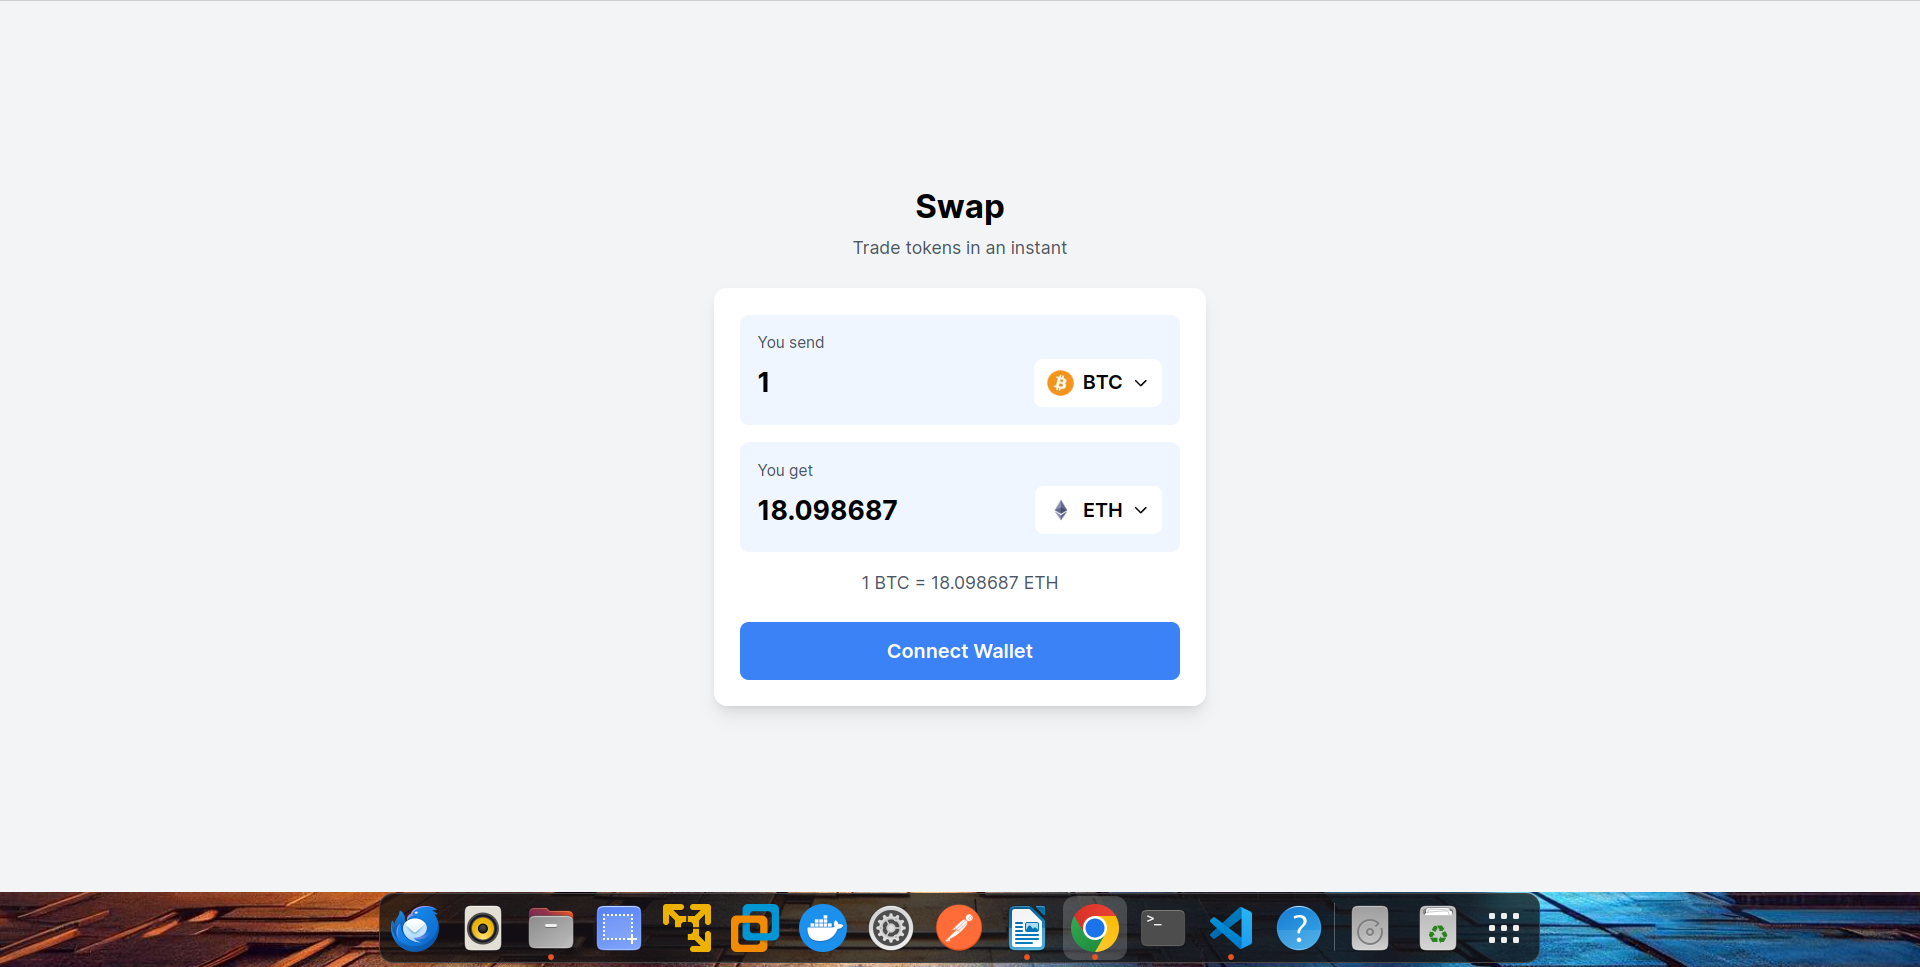 Swap
Trade tokens in an instant
You send
1
BTC
You get
18.098687
ETH
1 BTC = 18.098687 ETH
Connect Wallet
>_
?